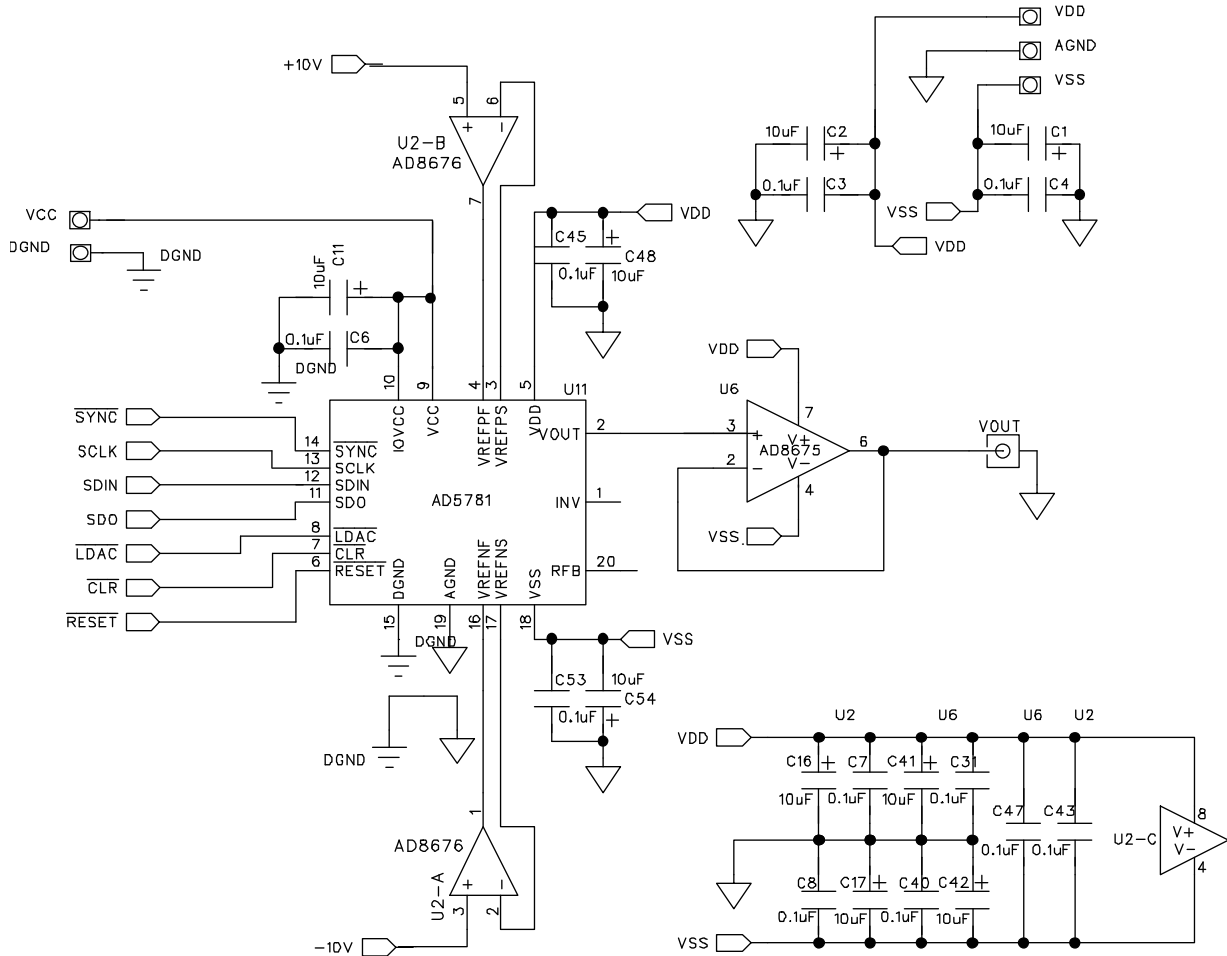 VDD
AGND
VSS
+10V
5
6
U2-B
AD8676
7
10uF
C2
+
0.1uF
C3
VDD
10uF
C1
+
0.1uF
C4
VSS
VCC
DGND
DGND
10uF
C11
+
0.1uF
C6
DGND
C45
0.1uF
+
C48
10uF
VDD
10
9
4
3
5
U11
IOVCC
VCC
VREFPF
VREFPS
VDD
SYNC
SCLK
SDIN
SDO
LDAC
CLR
RESET
14
13
12
11
8
7
6
SYNC
SCLK
SDIN
SDO
LDAC
CLR
RESET
AD5781
VOUT
2
INV
1
RFB
20
DGND
AGND
VREFNF
VREFNS
VSS
15
19
16
17
18
DGND
VDD
U6
7
3
+
V+
AD8675
V-
2
-
6
4
VSS
VOUT
VSS
C53
0.1uF
10uF
C54
+
DGND
1
AD8676
U2-A
+
-
3
2
-10V
U2
U6
U6
U2
VDD
C16
+
C7
C41
+
C31
10uF
0.1uF
10uF
0.1uF
C47
C43
0.1uF
0.1uF
C8
C17
+
C40
C42
+
0.1uF
10uF
0.1uF
10uF
VSS
U2-C
8
V+
V-
4